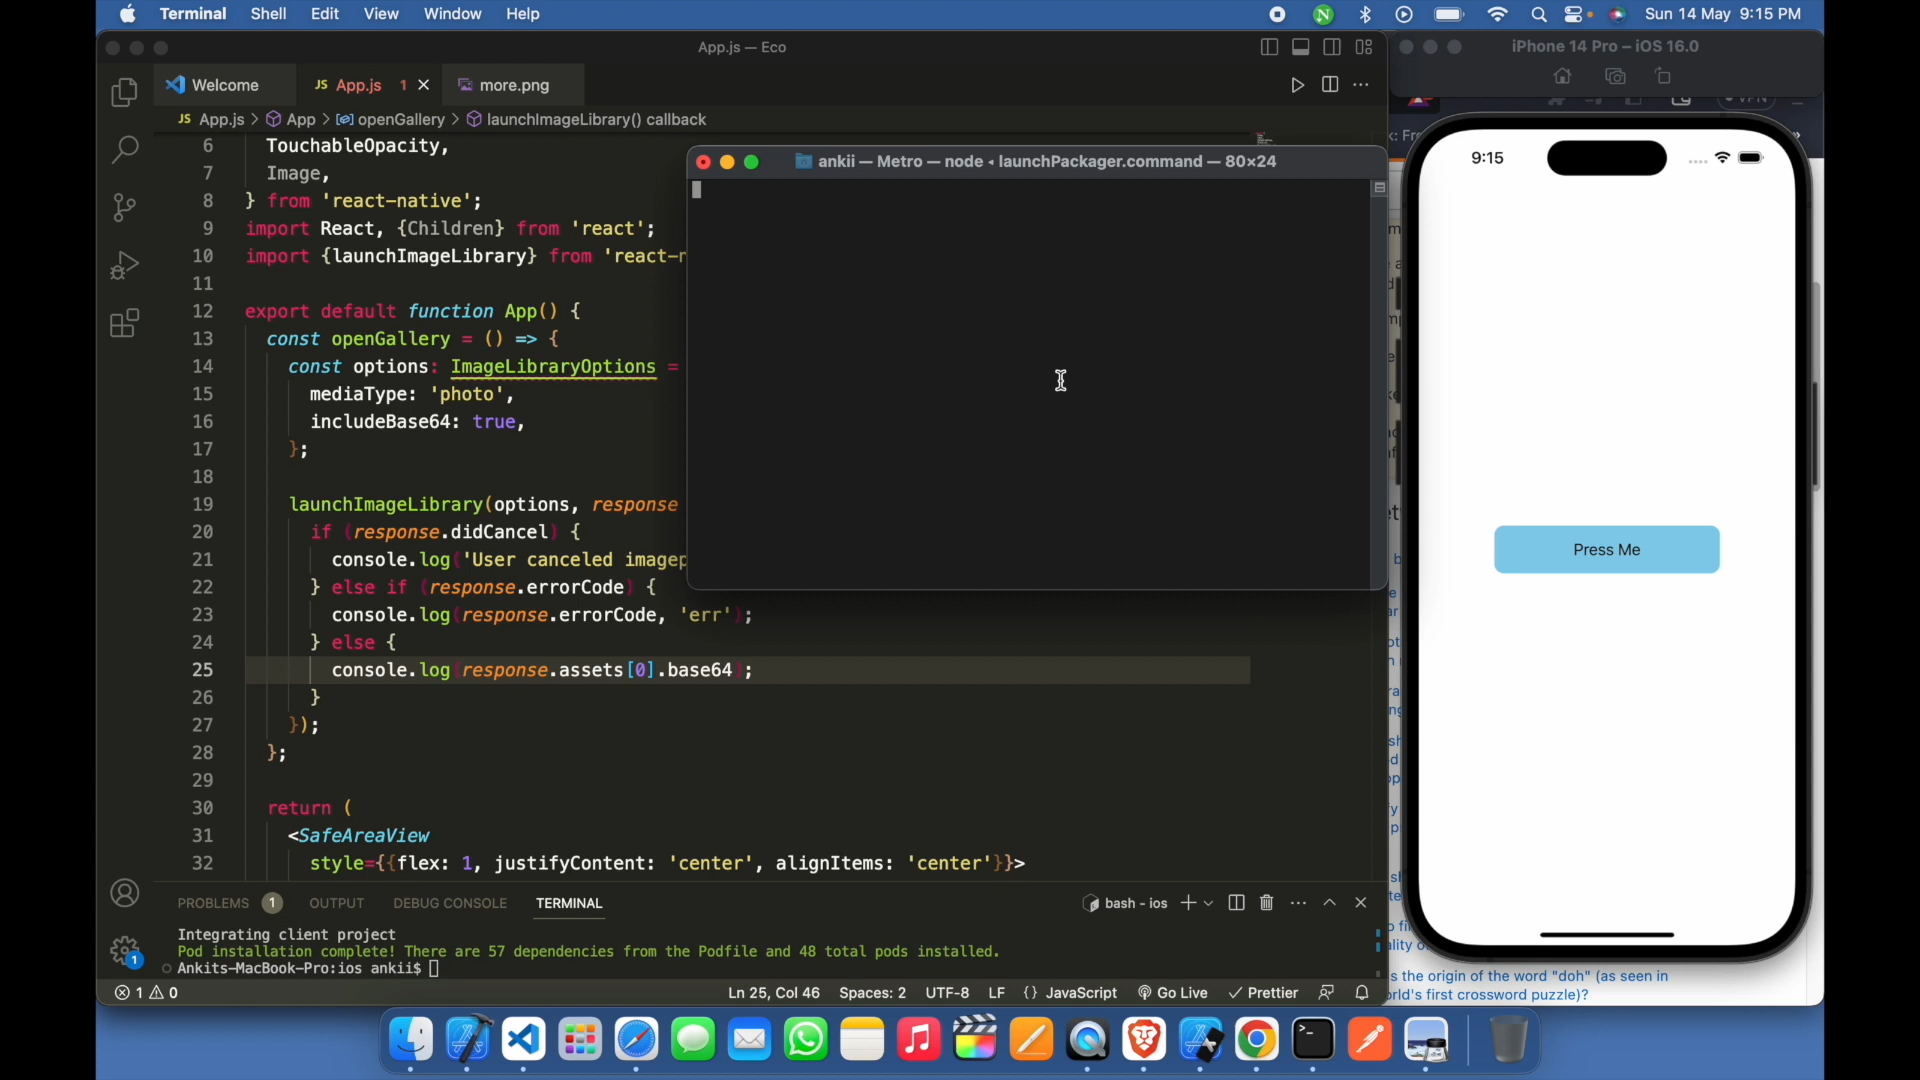 Terminal Shell Edit View Window Help
Sun 14 May 9:15 PM
App.js — Eco
Welcome
JS App.js 1
more.png
JS App.js > App > openGallery > launchImageLibrary() callback
6 TouchableOpacity,
7 Image,
8 } from 'react-native';
9 import React, {Children} from 'react';
10 import {launchImageLibrary} from 'react-n
11
12 export default function App() {
13 const openGallery = () => {
14 const options: ImageLibraryOptions =
15 mediaType: 'photo',
16 includeBase64: true,
17 };
18
19 launchImageLibrary(options, response
20 if (response.didCancel) {
21 console.log('User canceled imagep
22 } else if (response.errorCode) {
23 console.log(response.errorCode, 'err');
24 } else {
25 console.log(response.assets[0].base64);
26 }
27 });
28 };
29
30 return (
31 <SafeAreaView
32 style={{flex: 1, justifyContent: 'center', alignItems: 'center'}}>
ankii — Metro — node ◂ launchPackager.command — 80×24
PROBLEMS 1 OUTPUT DEBUG CONSOLE TERMINAL
bash - ios
Integrating client project
Pod installation complete! There are 57 dependencies from the Podfile and 48 total pods installed.
Ankits-MacBook-Pro:ios ankii$
1 0
Ln 25, Col 46 Spaces: 2 UTF-8 LF {} JavaScript Go Live Prettier
1
iPhone 14 Pro – iOS 16.0
9:15
Press Me
s the origin of the word "doh" (as seen in
orld's first crossword puzzle)?